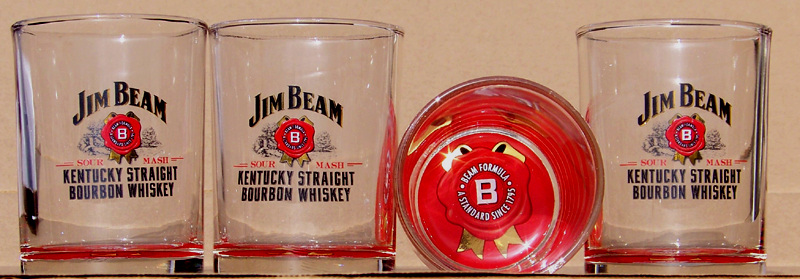 JIM BEAM
B
SOUR MASH
KENTUCKY STRAIGHT
BOURBON WHISKEY
JIM BEAM
B
SOUR MASH
KENTUCKY STRAIGHT
BOURBON WHISKEY
BEAM FORMULA
B
A STANDARD SINCE 1795
JIM BEAM
B
SOUR MASH
KENTUCKY STRAIGHT
BOURBON WHISKEY